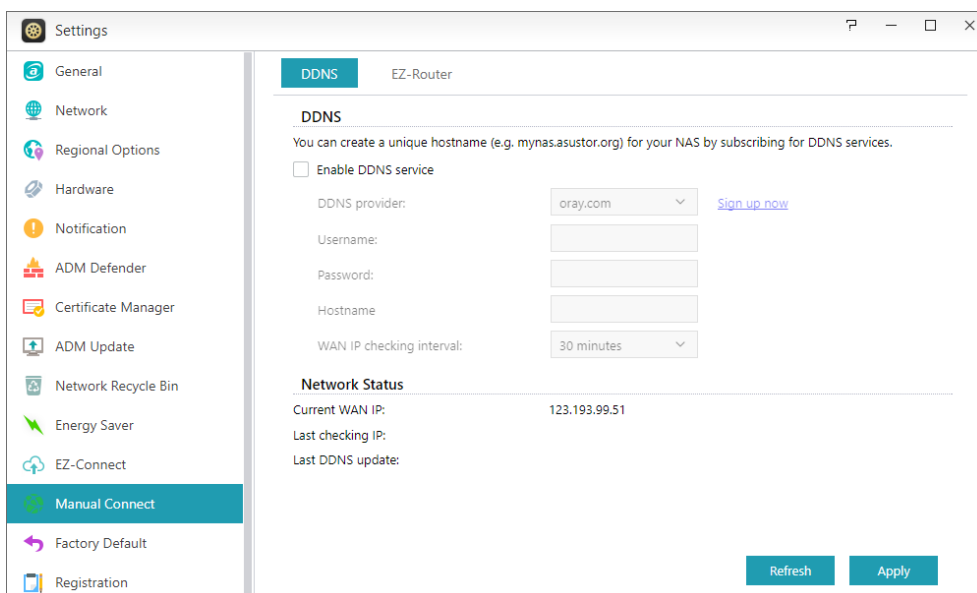 Settings
General
Network
Regional Options
Hardware
Notification
ADM Defender
Certificate Manager
ADM Update
Network Recycle Bin
Energy Saver
EZ-Connect
Manual Connect
Factory Default
Registration
DDNS EZ-Router
DDNS
You can create a unique hostname (e.g. mynas.asustor.org) for your NAS by subscribing for DDNS services.
Enable DDNS service
DDNS provider: oray.com Sign up now
Username:
Password:
Hostname
WAN IP checking interval: 30 minutes
Network Status
Current WAN IP: 123.193.99.51
Last checking IP:
Last DDNS update:
Refresh Apply